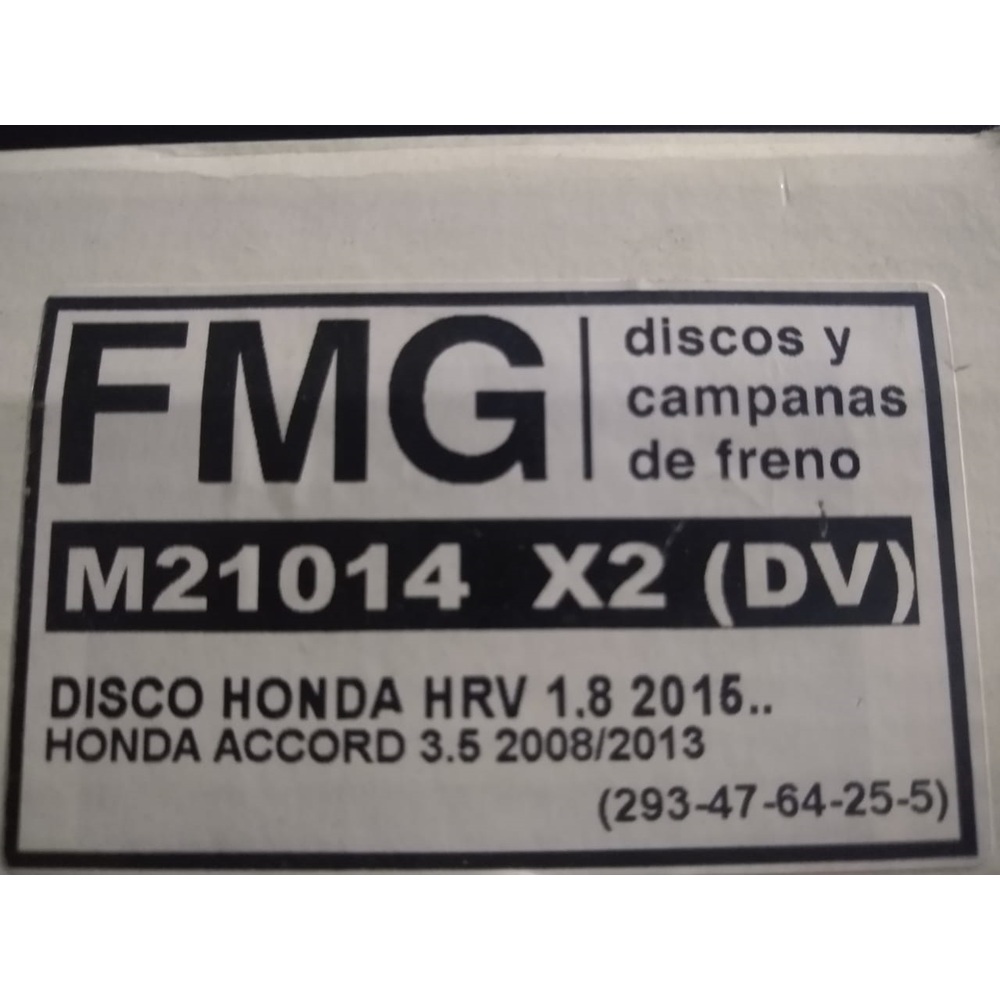 FMG
discos y
campanas
de freno
M21014 X2 (DV)
DISCO HONDA HRV 1.8 2015..
HONDA ACCORD 3.5 2008/2013
(293-47-64-25-5)